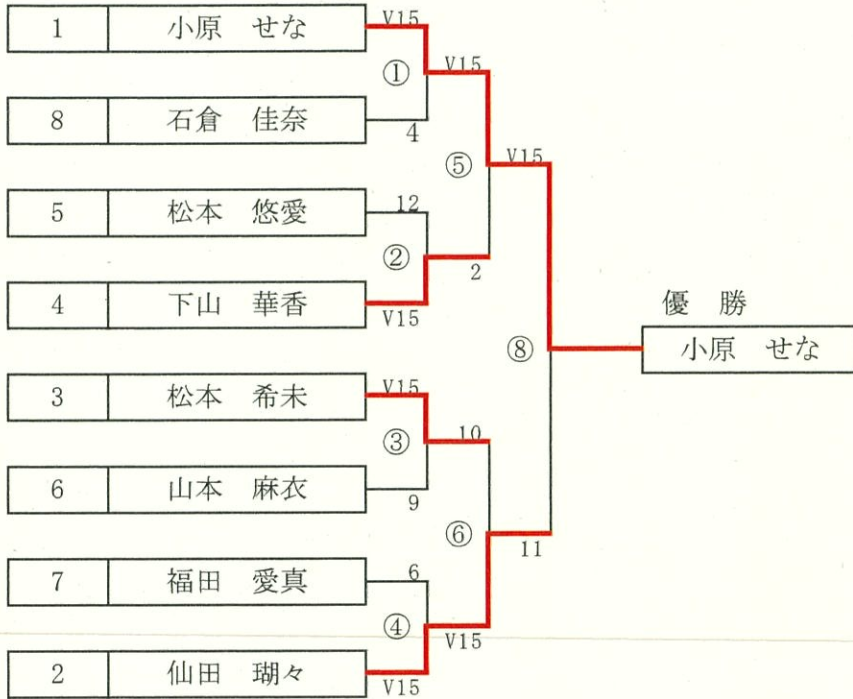 1 小原 せな V15
① V15
8 石倉 佳奈 4
⑤ V15
5 松本 悠愛 12
② 2
4 下山 華香 V15
優 勝
⑧ 小原 せな
3 松本 希未 V15
③ 10
6 山本 麻衣 9
⑥ 11
7 福田 愛真 6
④ V15
2 仙田 瑚々 V15